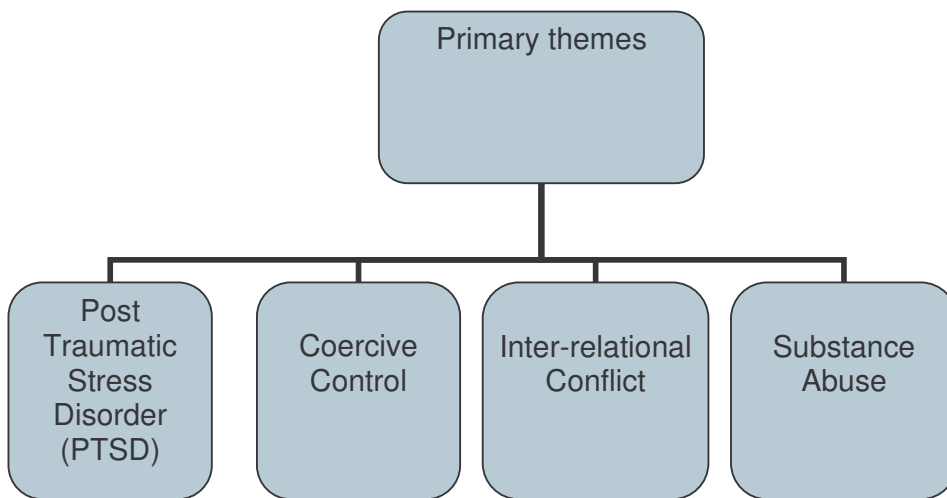 Primary themes
Post
Traumatic
Stress
Disorder
(PTSD)
Coercive
Control
Inter-relational
Conflict
Substance
Abuse